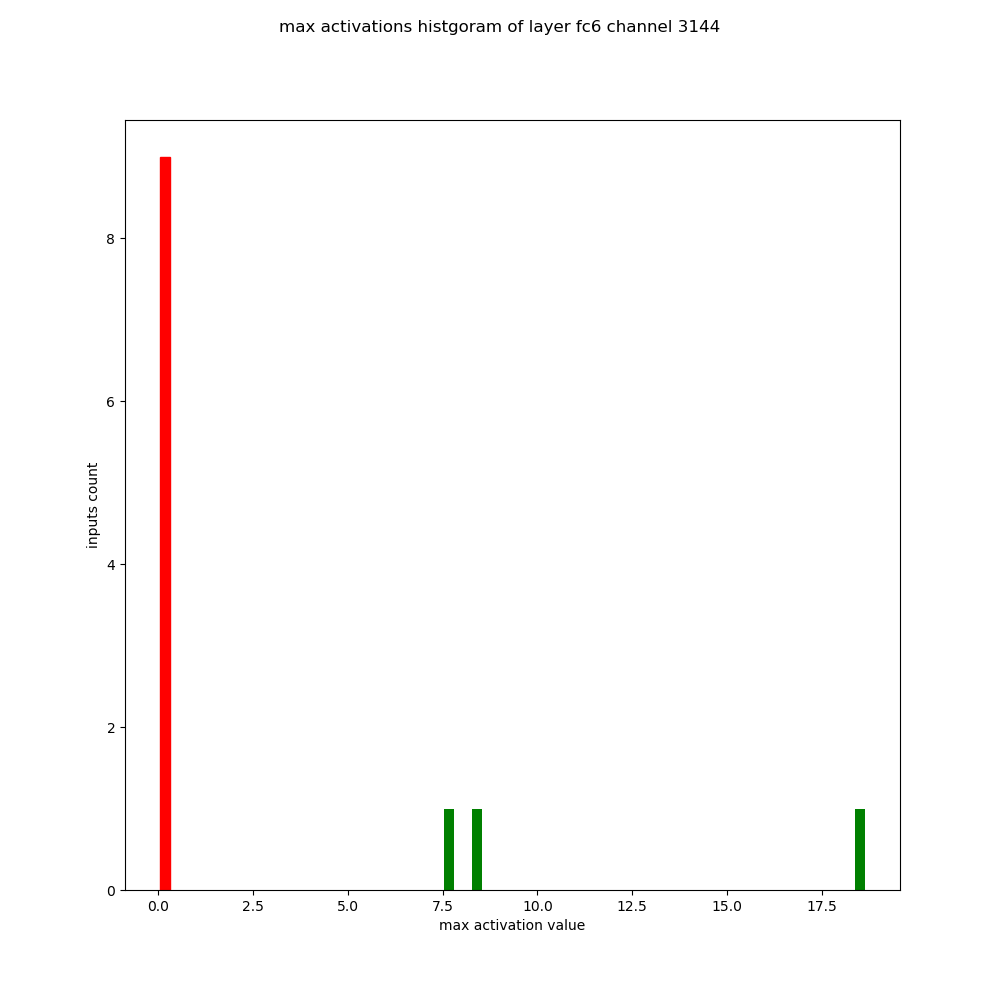 max activations histgoram of layer fc6 channel 3144
8
6
4
2
0
inputs count
0.0 2.5 5.0 7.5 10.0 12.5 15.0 17.5
max activation value